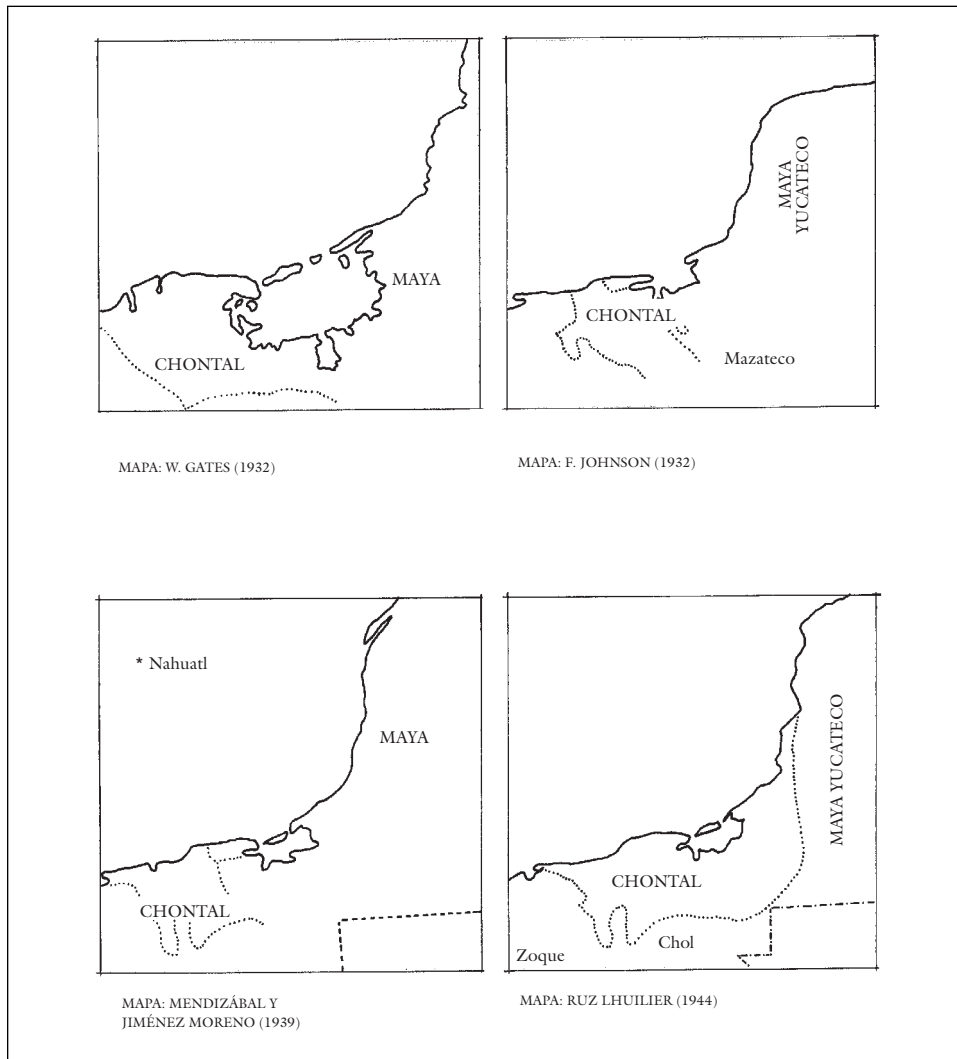 MAYA
CHONTAL
MAPA: W. GATES (1932)
MAYA
YUCATECO
CHONTAL
Mazateco
MAPA: F. JOHNSON (1932)
* Nahuatl
MAYA
CHONTAL
MAPA: MENDIZÁBAL Y
JIMÉNEZ MORENO (1939)
MAYA YUCATECO
CHONTAL
Chol
Zoque
MAPA: RUZ LHUILIER (1944)